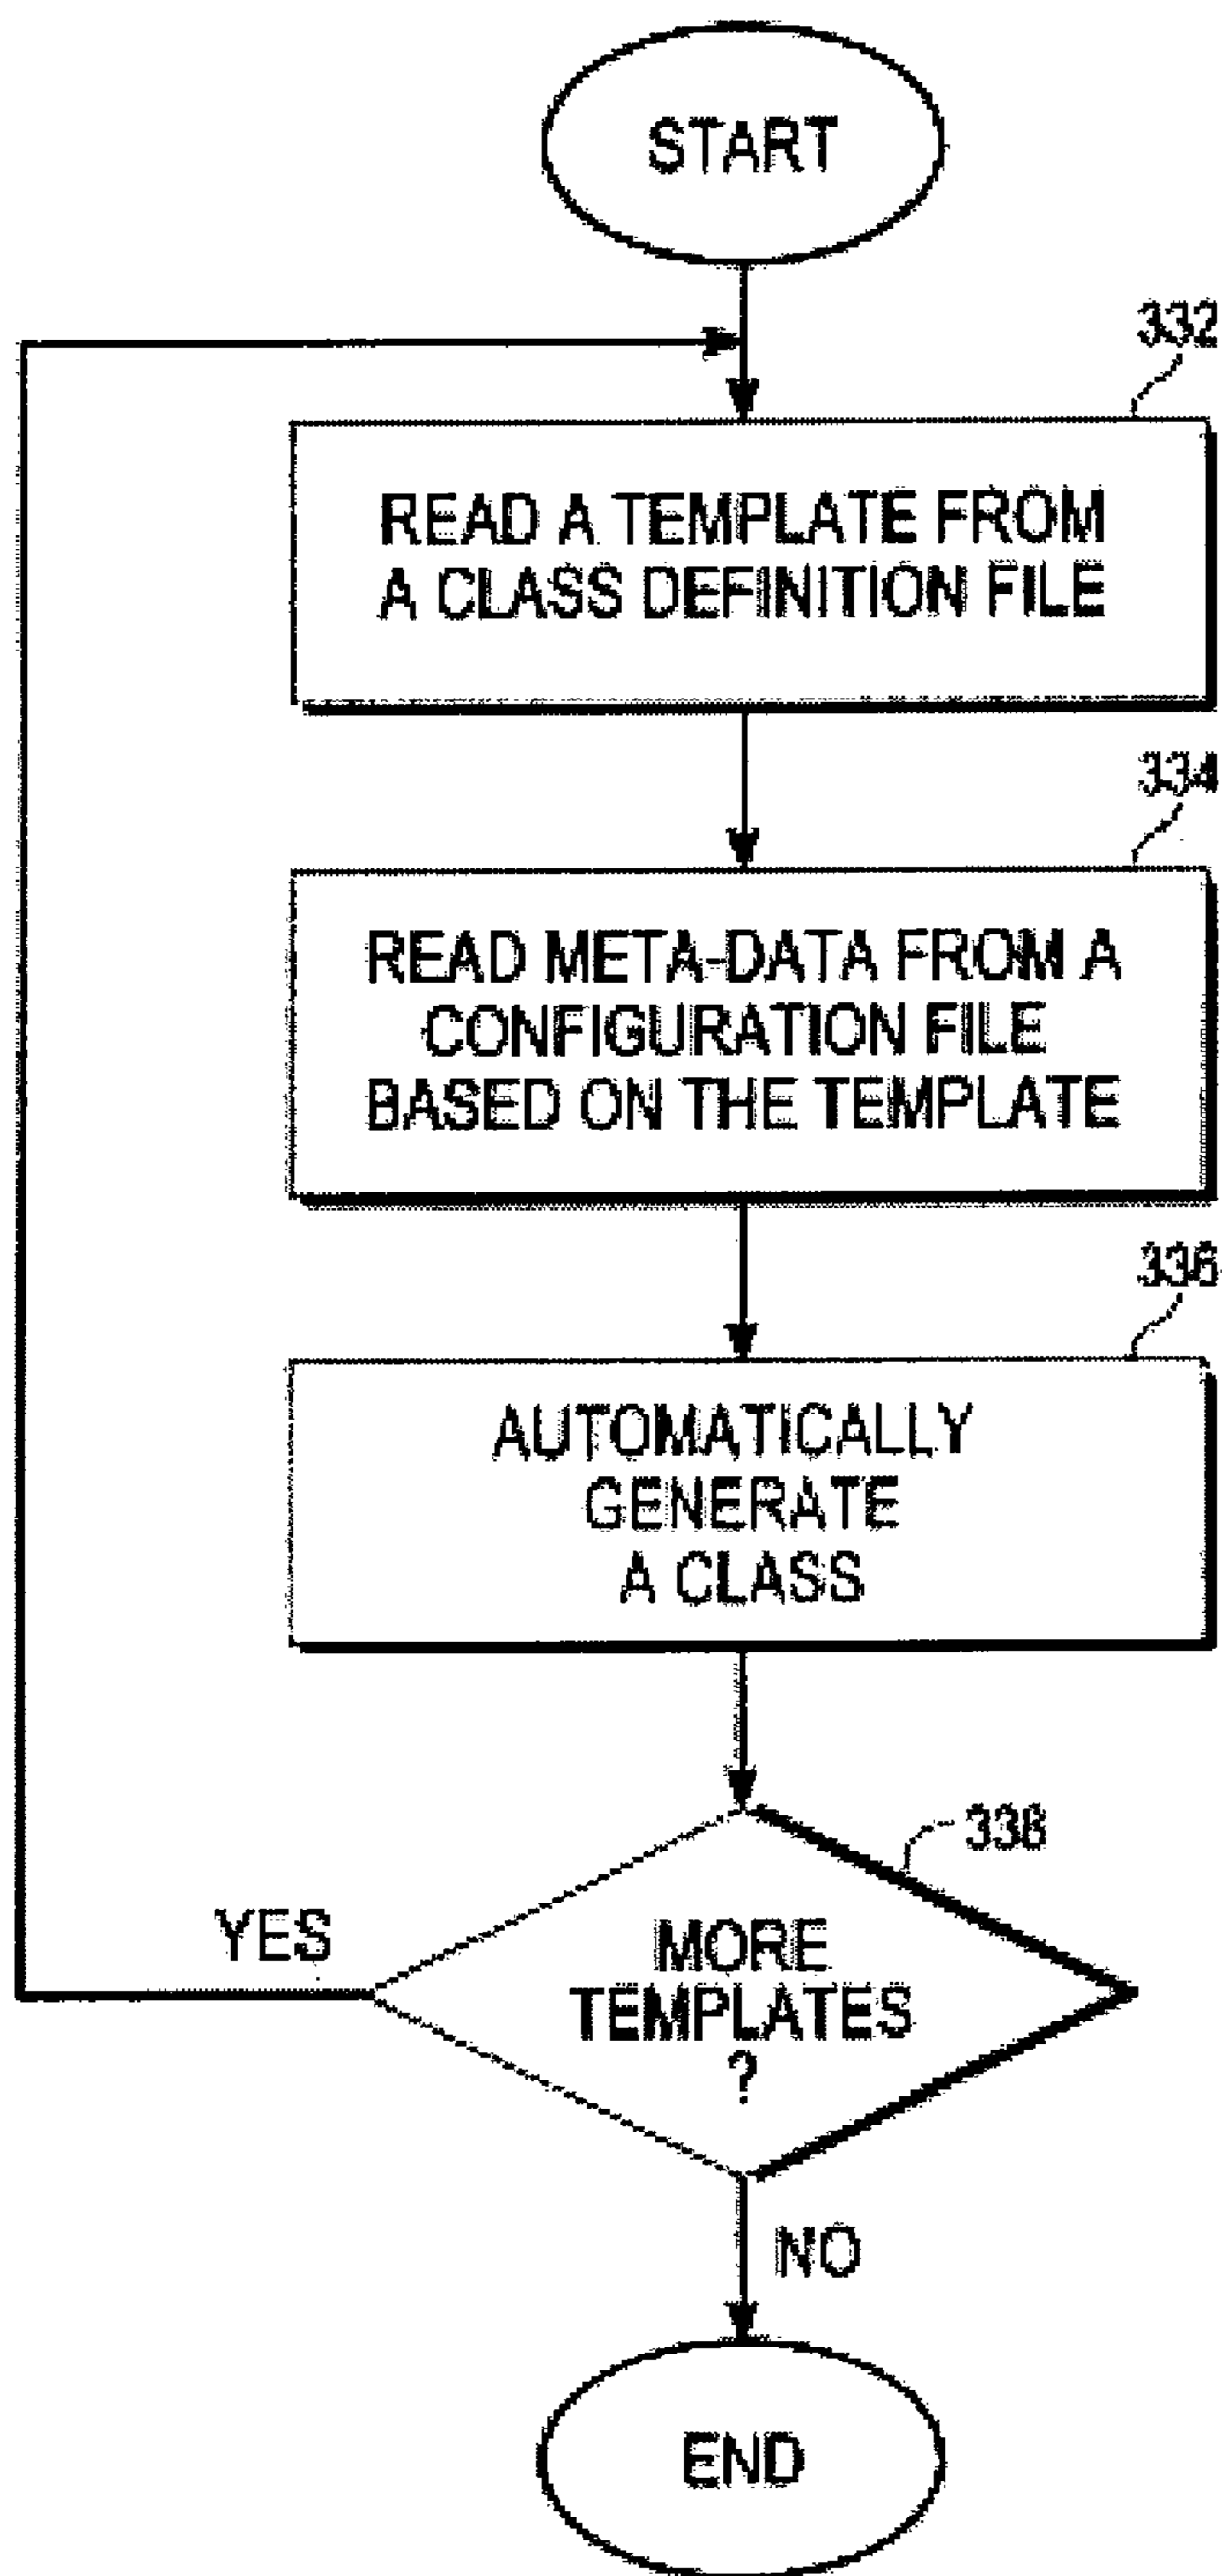 START
332
READ A TEMPLATE FROM
A CLASS DEFINITION FILE
334
READ META-DATA FROM A
CONFIGURATION FILE
BASED ON THE TEMPLATE
336
AUTOMATICALLY
GENERATE
A CLASS
338
YES
MORE
TEMPLATES
?
NO
END